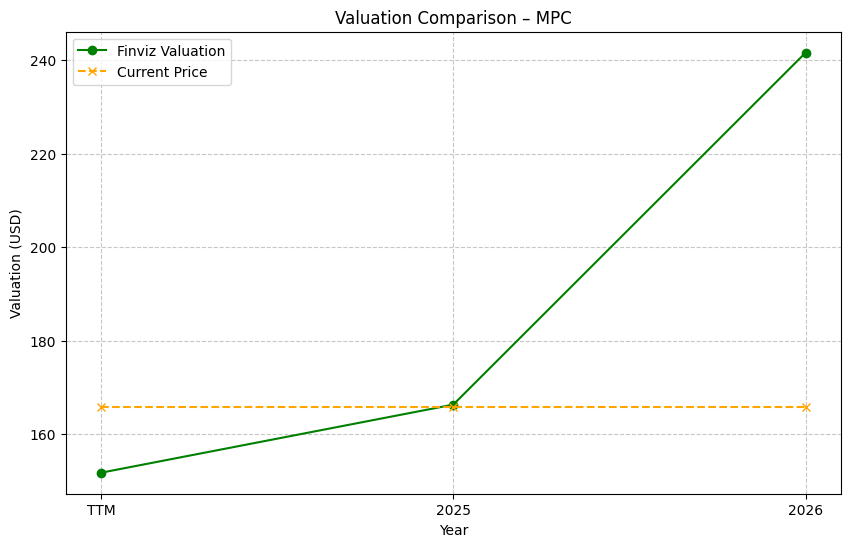 Valuation Comparison – MPC
Finviz Valuation
Current Price
Valuation (USD)
240
220
200
180
160
TTM
2025
2026
Year